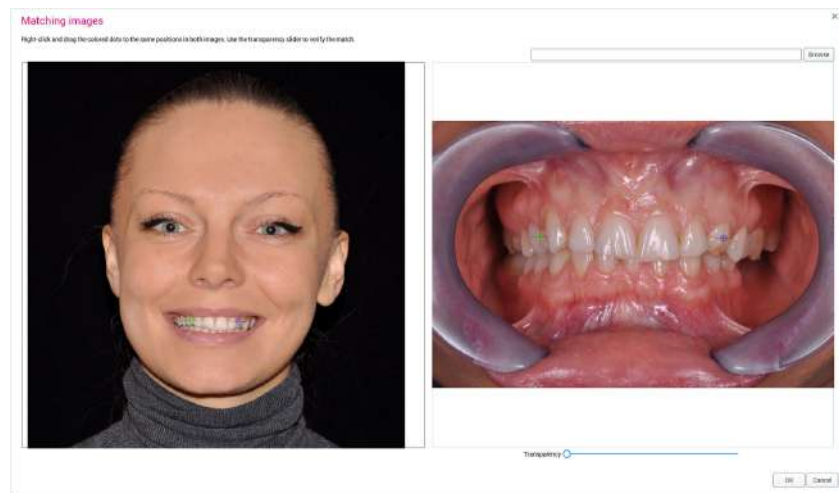 Matching images
Right-click and drag the colored dots to the same positions in both images. Use the transparency slider to verify the match.
Browse
Transparency
OK
Cancel